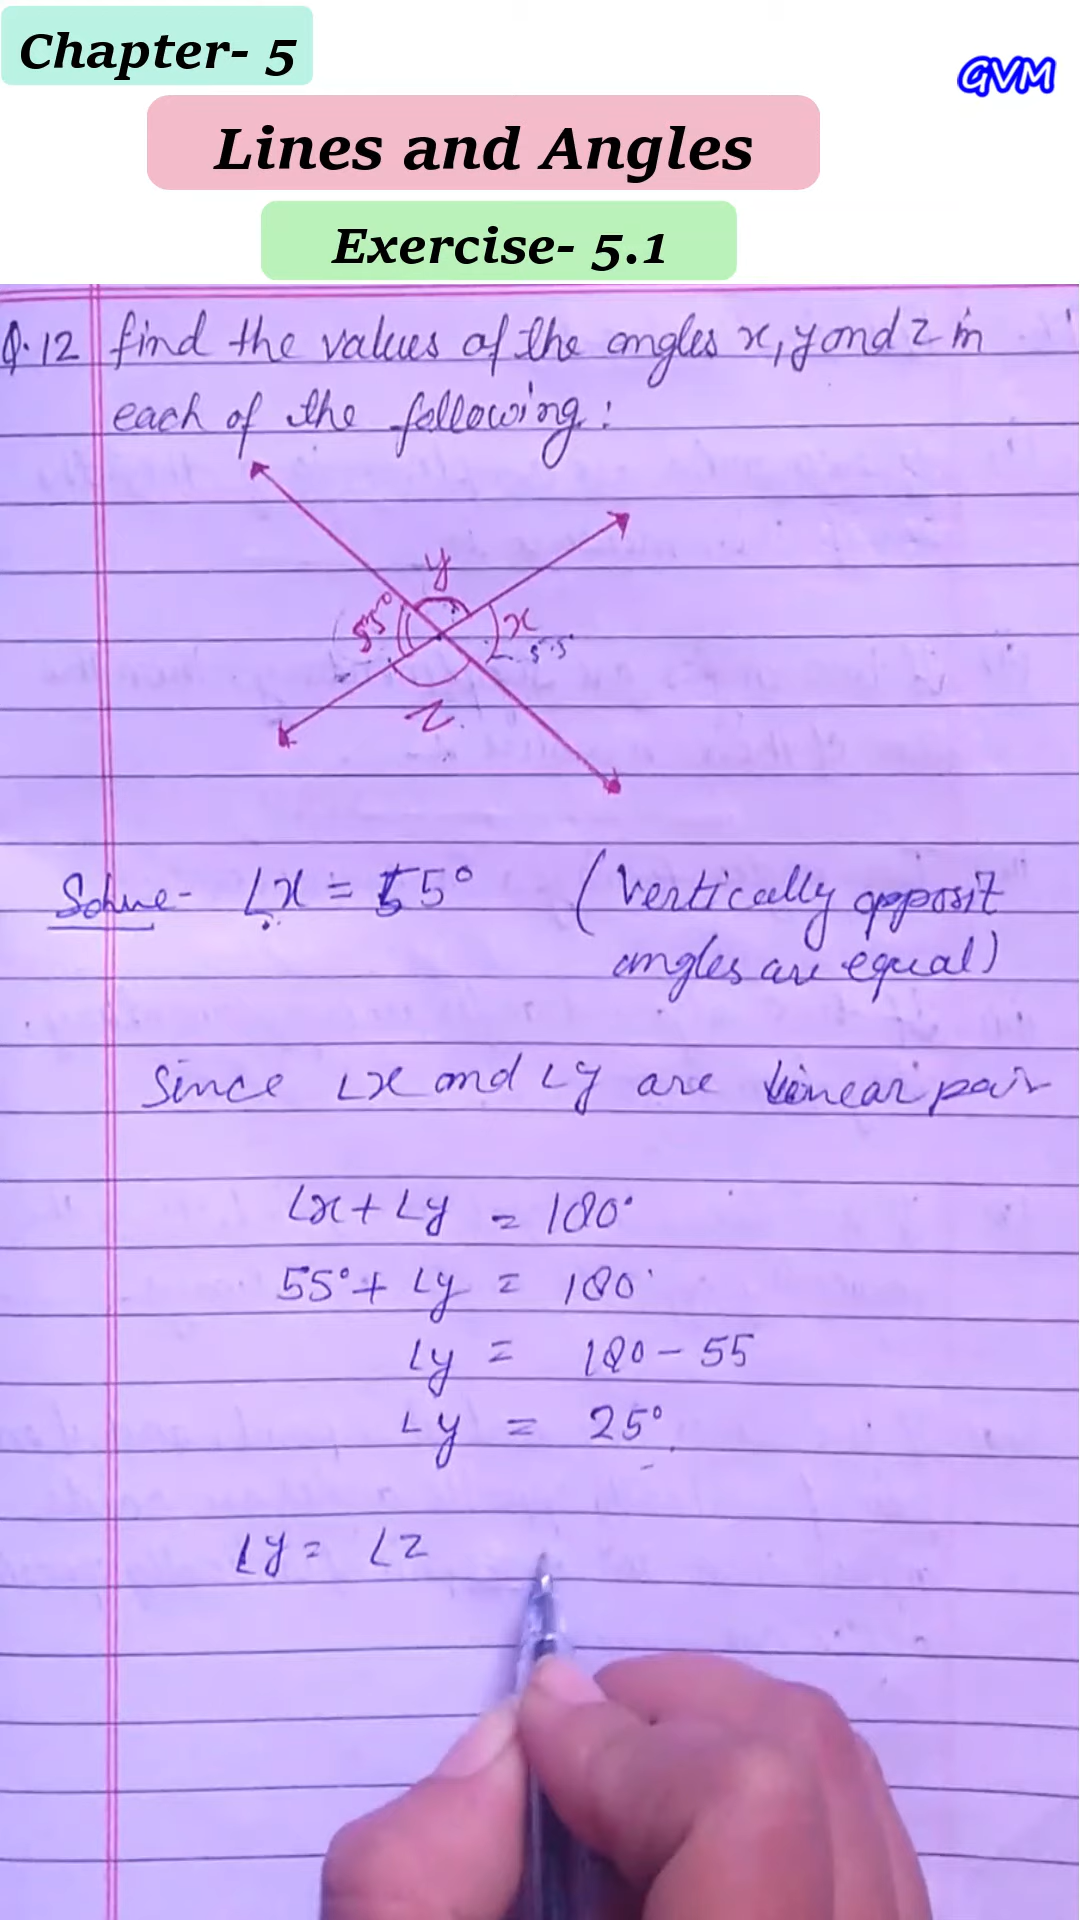 Chapter- 5
GVM
Lines and Angles
Exercise- 5.1
Q.12 find the values of the angles x, y and z in
each of the following:
y
55°
x
55°
z
Solve- ∠x = 55° (Vertically opposit
angles are equal)
Since ∠x and ∠y are linear pair
∠x + ∠y = 180°
55° + ∠y = 180°
∠y = 180 - 55
∠y = 25°
∠y = ∠z